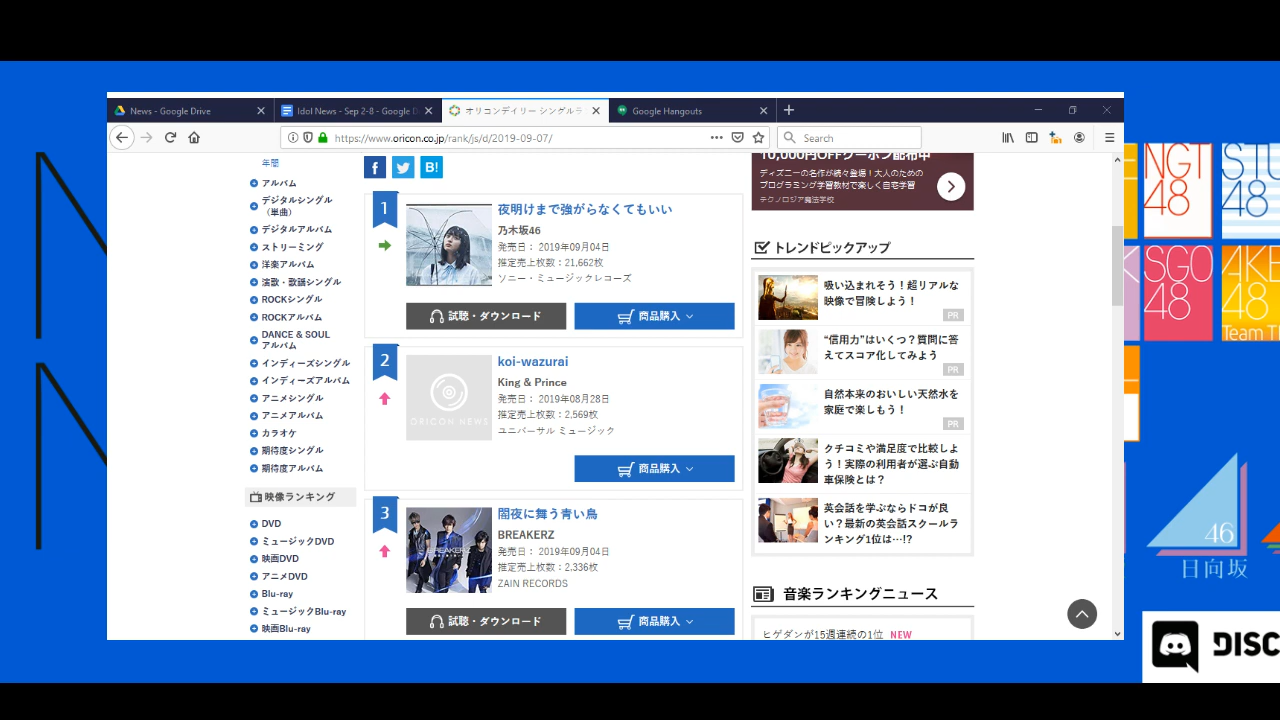 News - Google Drive
Idol News - Sep 2-8 - Google D
オリコンデイリー シングルラ
Google Hangouts
https://www.oricon.co.jp/rank/js/d/2019-09-07/
Search
年間
アルバム
デジタルシングル
（単曲）
デジタルアルバム
ストリーミング
洋楽アルバム
演歌・歌謡シングル
ROCKシングル
ROCKアルバム
DANCE & SOUL
アルバム
インディーズシングル
インディーズアルバム
アニメシングル
アニメアルバム
カラオケ
期待度シングル
期待度アルバム
映像ランキング
DVD
ミュージックDVD
映画DVD
アニメDVD
Blu-ray
ミュージックBlu-ray
映画Blu-ray
f
B!
1
夜明けまで強がらなくてもいい
乃木坂46
発売日： 2019年09月04日
推定売上枚数：21,662枚
ソニー・ミュージックレコーズ
試聴・ダウンロード
商品購入
2
koi-wazurai
King & Prince
発売日： 2019年08月28日
推定売上枚数：2,569枚
ユニバーサル ミュージック
ORICON NEWS
商品購入
3
闇夜に舞う青い鳥
BREAKERZ
発売日： 2019年09月04日
推定売上枚数：2,336枚
ZAIN RECORDS
BREAKERZ
試聴・ダウンロード
商品購入
10,000円OFFクーポン配布中
ディズニーの名作が続々登場！大人のための
プログラミング学習教材で楽しく自宅学習
テクノロジア魔法学校
トレンドピックアップ
吸い込まれそう！超リアルな
映像で冒険しよう！
PR
“信用力”はいくつ？質問に答
えてスコア化してみよう
PR
自然本来のおいしい天然水を
家庭で楽しもう！
PR
クチコミや満足度で比較しよ
う！実際の利用者が選ぶ自動
車保険とは？
英会話を学ぶならドコが良
い？最新の英会話スクールラ
ンキング1位は…!?
音楽ランキングニュース
ヒゲダンが15週連続の1位 NEW
N
N
NGT
48
STU
48
K
SGO
48
AKB
48
Team T
46
日向坂
DISC